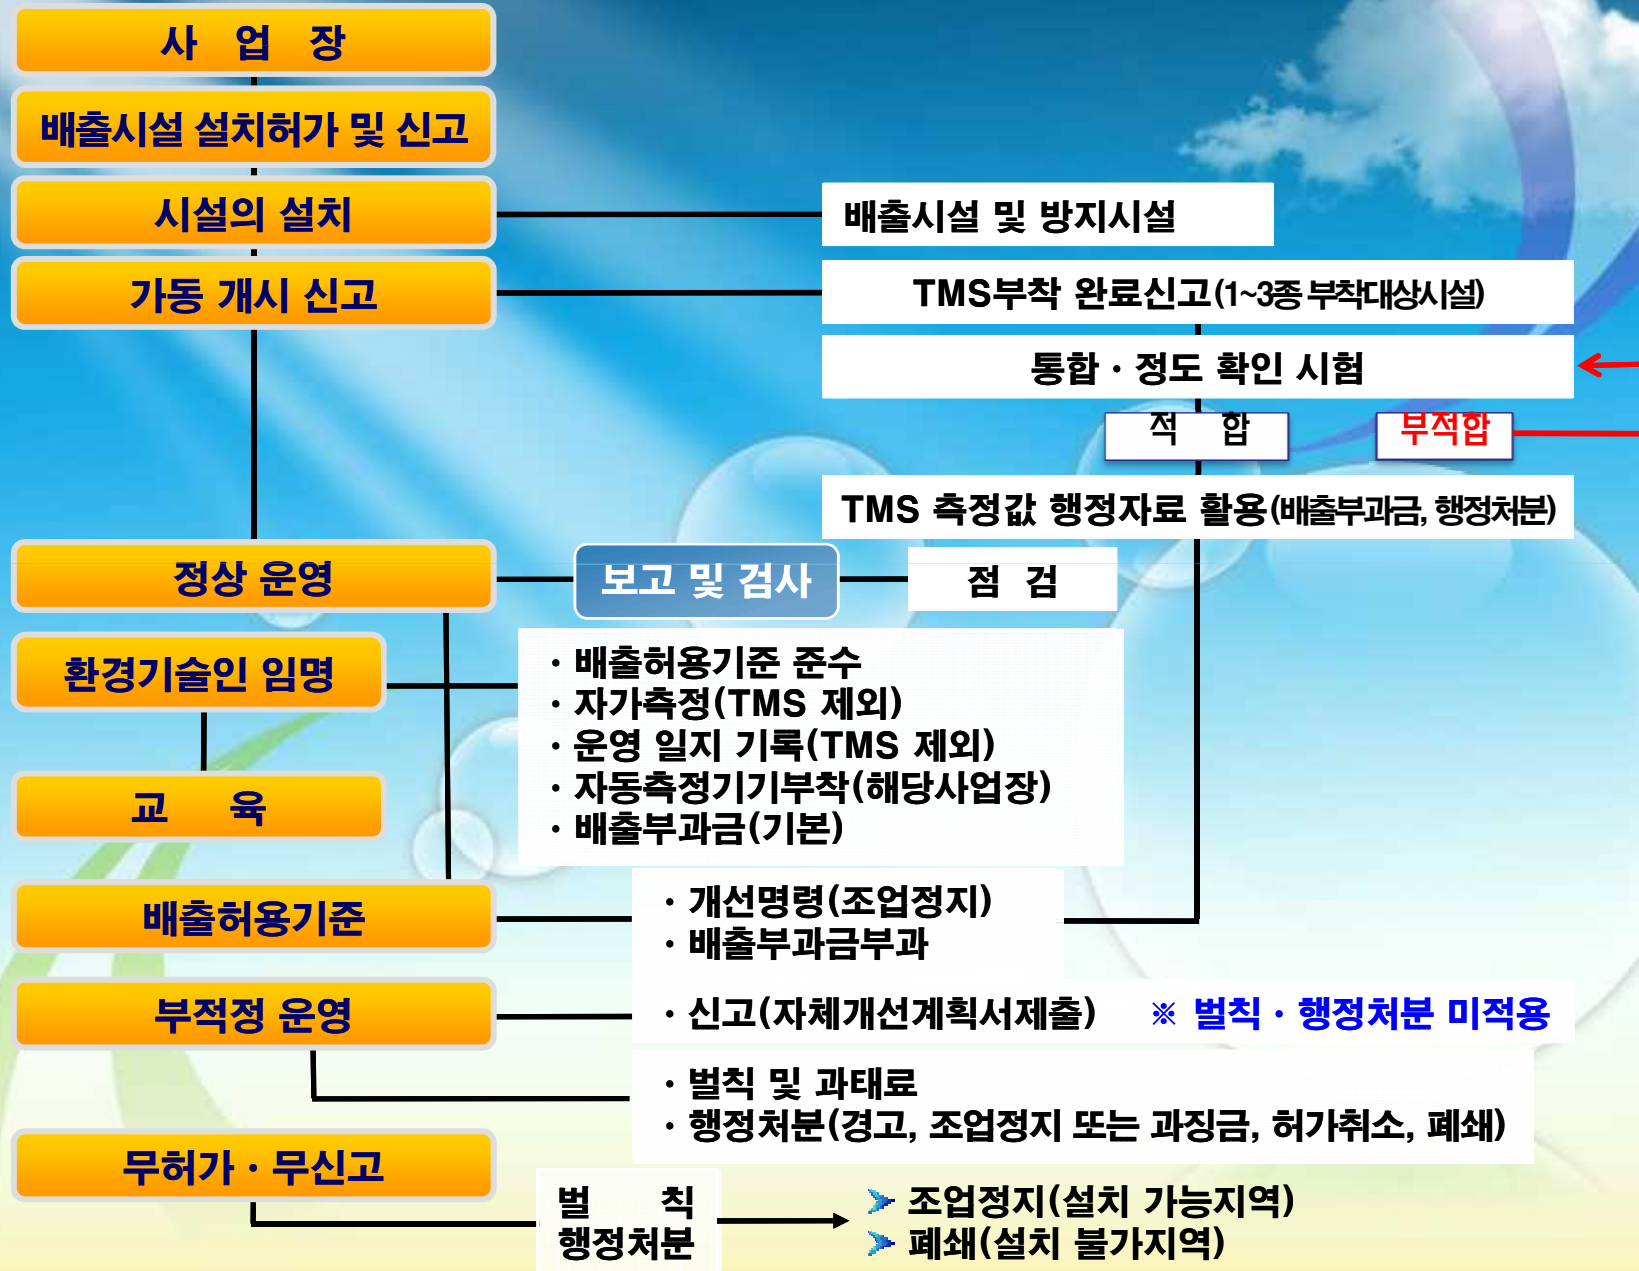 사 업 장
배출시설 설치허가 및 신고
시설의 설치
배출시설 및 방지시설
가동 개시 신고
TMS부착 완료신고(1~3종 부착대상시설)
통합 · 정도 확인 시험
적 합
부적합
TMS 측정값 행정자료 활용(배출부과금, 행정처분)
정상 운영
보고 및 검사
점 검
환경기술인 임명
· 배출허용기준 준수
· 자가측정(TMS 제외)
· 운영 일지 기록(TMS 제외)
· 자동측정기기부착(해당사업장)
· 배출부과금(기본)
교 육
배출허용기준
· 개선명령(조업정지)
· 배출부과금부과
부적정 운영
· 신고(자체개선계획서제출) ※ 벌칙 · 행정처분 미적용
· 벌칙 및 과태료
· 행정처분(경고, 조업정지 또는 과징금, 허가취소, 폐쇄)
무허가 · 무신고
벌 칙
행정처분
➢ 조업정지(설치 가능지역)
➢ 폐쇄(설치 불가지역)